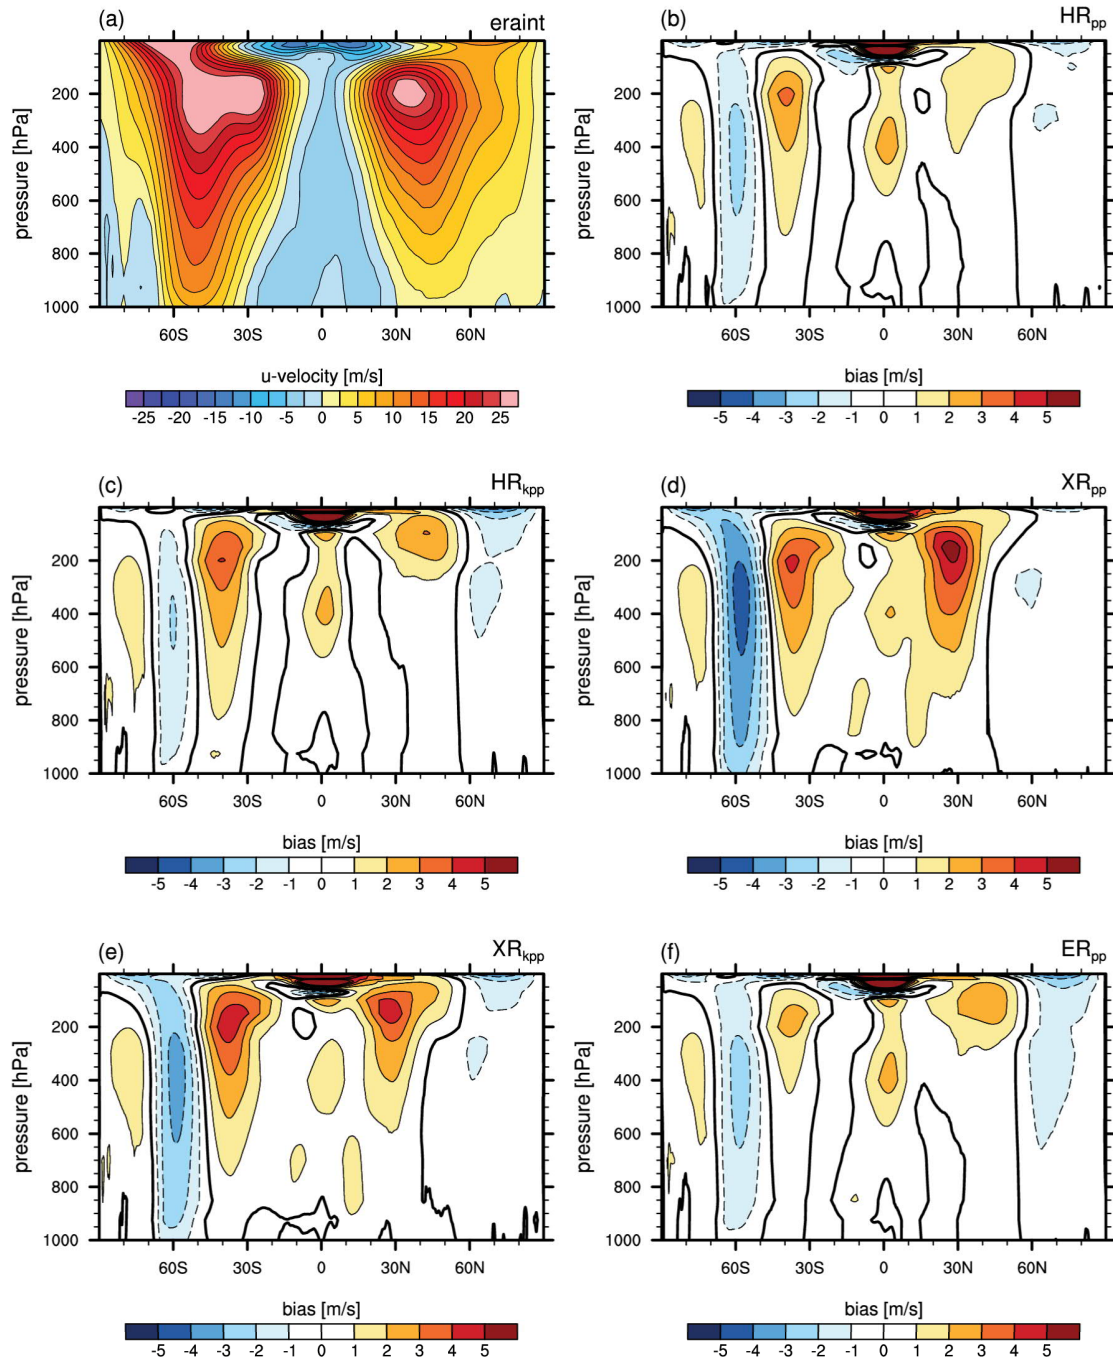 (a) eraint
pressure [hPa]
200
400
600
800
1000
60S 30S 0 30N 60N
u-velocity [m/s]
-25 -20 -15 -10 -5 0 5 10 15 20 25
(b) HRpp
pressure [hPa]
200
400
600
800
1000
60S 30S 0 30N 60N
bias [m/s]
-5 -4 -3 -2 -1 0 1 2 3 4 5
(c) HRkpp
pressure [hPa]
200
400
600
800
1000
60S 30S 0 30N 60N
bias [m/s]
-5 -4 -3 -2 -1 0 1 2 3 4 5
(d) XRpp
pressure [hPa]
200
400
600
800
1000
60S 30S 0 30N 60N
bias [m/s]
-5 -4 -3 -2 -1 0 1 2 3 4 5
(e) XRkpp
pressure [hPa]
200
400
600
800
1000
60S 30S 0 30N 60N
bias [m/s]
-5 -4 -3 -2 -1 0 1 2 3 4 5
(f) ERpp
pressure [hPa]
200
400
600
800
1000
60S 30S 0 30N 60N
bias [m/s]
-5 -4 -3 -2 -1 0 1 2 3 4 5